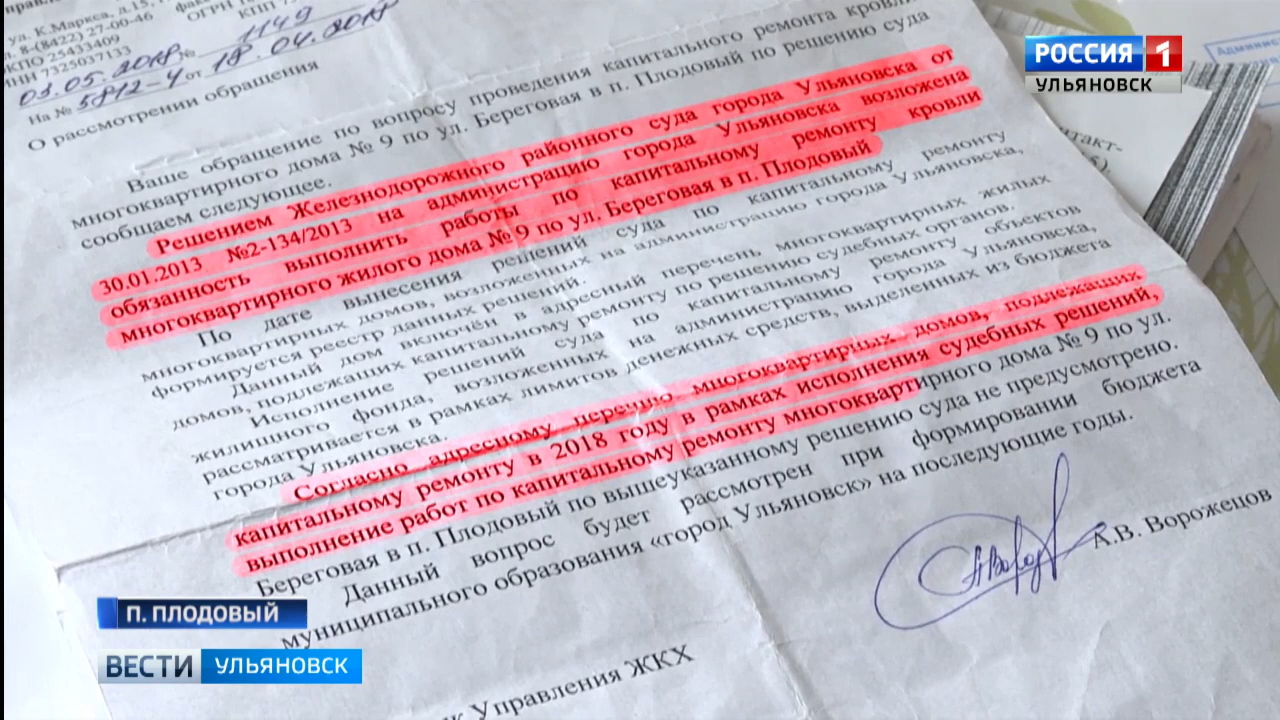 ул. К.Маркса, д.15,
8-(8422) 27-00-46
ОКПО 25433409
ИНН 7325037133
ОГРН
КПП
03.05.2018 № 1149
На № 5812-4 от 18.04.2018
О рассмотрении обращения
Ваше обращение по вопросу проведения капитального ремонта кровли
многоквартирного дома № 9 по ул. Береговая в п. Плодовый по решению суда
сообщаем следующее.
Решением Железнодорожного районного суда города Ульяновска от
30.01.2013 №2-134/2013 на администрацию города Ульяновска возложена
обязанность выполнить работы по капитальному ремонту кровли
многоквартирного жилого дома № 9 по ул. Береговая в п. Плодовый
По дате вынесения решений суда по капитальному ремонту
многоквартирных домов, возложенных на администрацию города Ульяновска,
формируется реестр данных решений.
Данный дом включён в адресный перечень многоквартирных жилых
домов, подлежащих капитальному ремонту по решению судебных органов.
Исполнение решений суда по капитальному ремонту объектов
жилищного фонда, возложенных на администрацию города Ульяновска,
рассматривается в рамках лимитов денежных средств, выделенных из бюджета
города Ульяновска.
Согласно адресному перечню многоквартирных домов, подлежащих
капитальному ремонту в 2018 году в рамках исполнения судебных решений,
выполнение работ по капитальному ремонту многоквартирного дома № 9 по ул.
Береговая в п. Плодовый по вышеуказанному решению суда не предусмотрено.
Данный вопрос будет рассмотрен при формировании бюджета
муниципального образования «город Ульяновск» на последующие годы.
Управления ЖКХ
А.В. Ворожецов
РОССИЯ 1
УЛЬЯНОВСК
П. ПЛОДОВЫЙ
ВЕСТИ УЛЬЯНОВСК